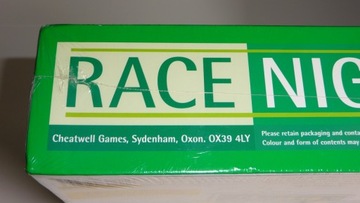 RACE NIG
Cheatwell Games, Sydenham, Oxon. OX39 4LY
Please retain packaging and conta
Colour and form of contents may